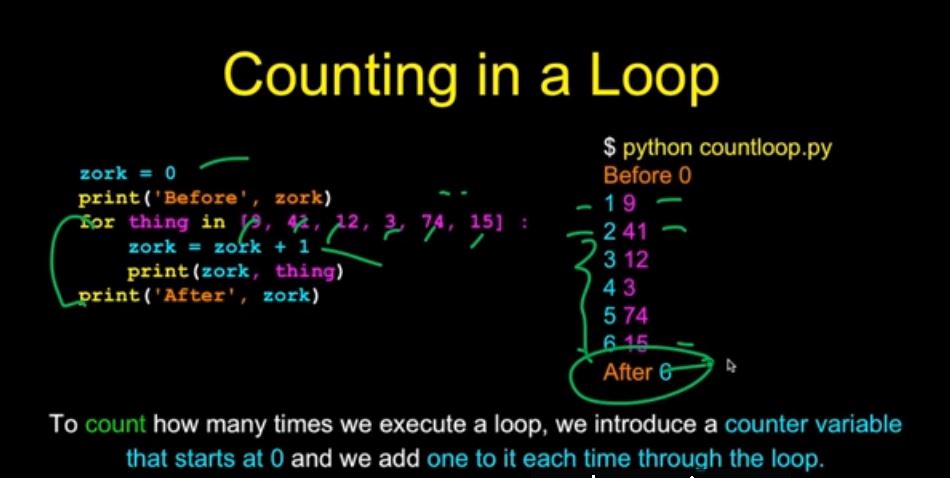 Counting in a Loop
zork = 0
print('Before', zork)
for thing in [9, 41, 12, 3, 74, 15] :
    zork = zork + 1
    print(zork, thing)
print('After', zork)
$ python countloop.py
Before 0
1 9
2 41
3 12
4 3
5 74
6 15
After 6
To count how many times we execute a loop, we introduce a counter variable
that starts at 0 and we add one to it each time through the loop.